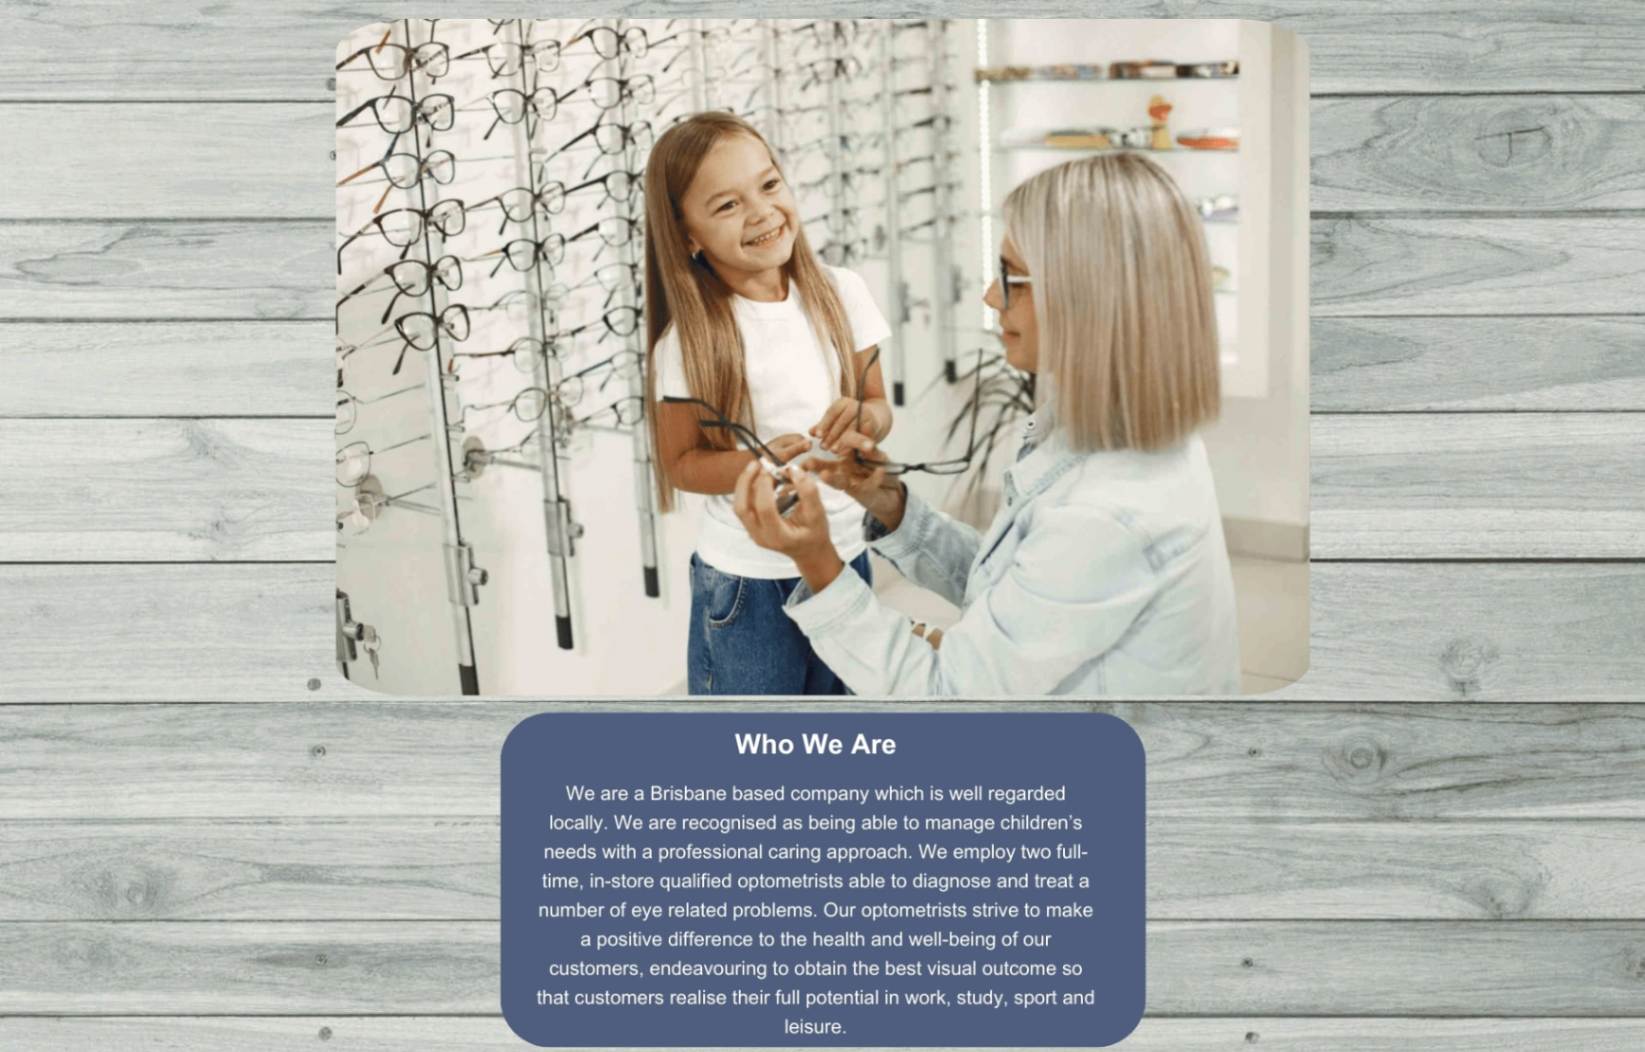 Who We Are
We are a Brisbane based company which is well regarded
locally. We are recognised as being able to manage children’s
needs with a professional caring approach. We employ two full-
time, in-store qualified optometrists able to diagnose and treat a
number of eye related problems. Our optometrists strive to make
a positive difference to the health and well-being of our
customers, endeavouring to obtain the best visual outcome so
that customers realise their full potential in work, study, sport and
leisure.